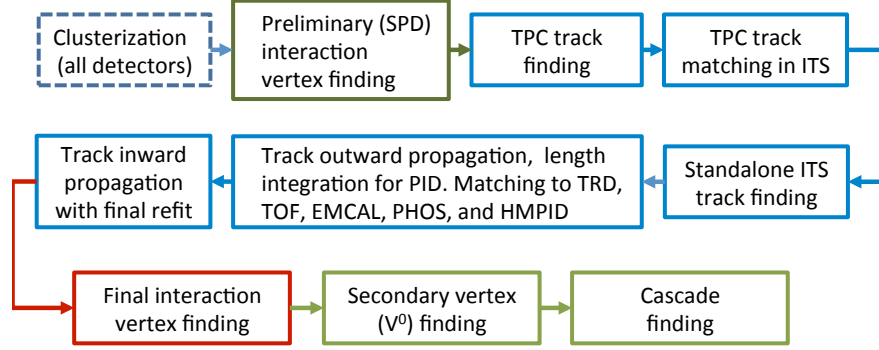 Clusterization
(all detectors)
Preliminary (SPD)
interaction
vertex finding
TPC track
finding
TPC track
matching in ITS
Track inward
propagation
with final refit
Track outward propagation, length
integration for PID. Matching to TRD,
TOF, EMCAL, PHOS, and HMPID
Standalone ITS
track finding
Final interaction
vertex finding
Secondary vertex
(V⁰) finding
Cascade
finding